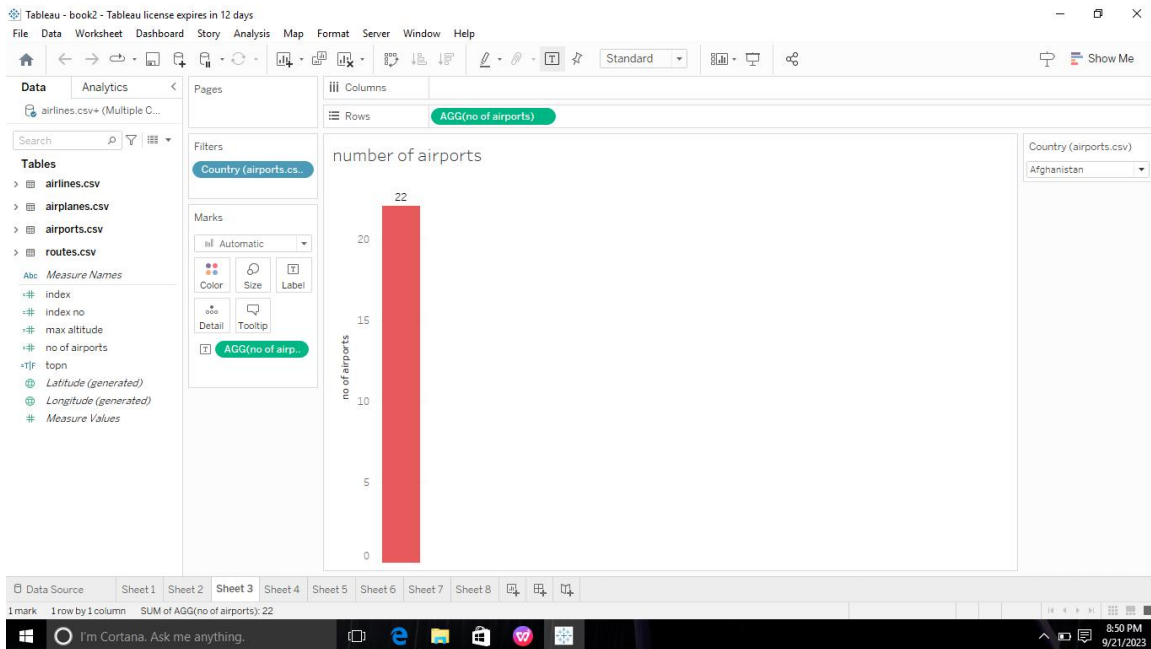 Tableau - book2 - Tableau license expires in 12 days
File Data Worksheet Dashboard Story Analysis Map Format Server Window Help
Standard
Show Me
Data Analytics
airlines.csv+ (Multiple C...
Search
Tables
airlines.csv
airplanes.csv
airports.csv
routes.csv
Abc Measure Names
=# index
=# index no
=# max altitude
=# no of airports
=T|F topn
Latitude (generated)
Longitude (generated)
# Measure Values
Pages
Filters
Country (airports.cs..
Marks
Automatic
Color Size Label
Detail Tooltip
T AGG(no of airp..
iii Columns
Rows AGG(no of airports)
number of airports
22
20
15
10
5
0
no of airports
Country (airports.csv)
Afghanistan
Data Source Sheet 1 Sheet 2 Sheet 3 Sheet 4 Sheet 5 Sheet 6 Sheet 7 Sheet 8
1 mark 1 row by 1 column SUM of AGG(no of airports): 22
I'm Cortana. Ask me anything.
8:50 PM
9/21/2023